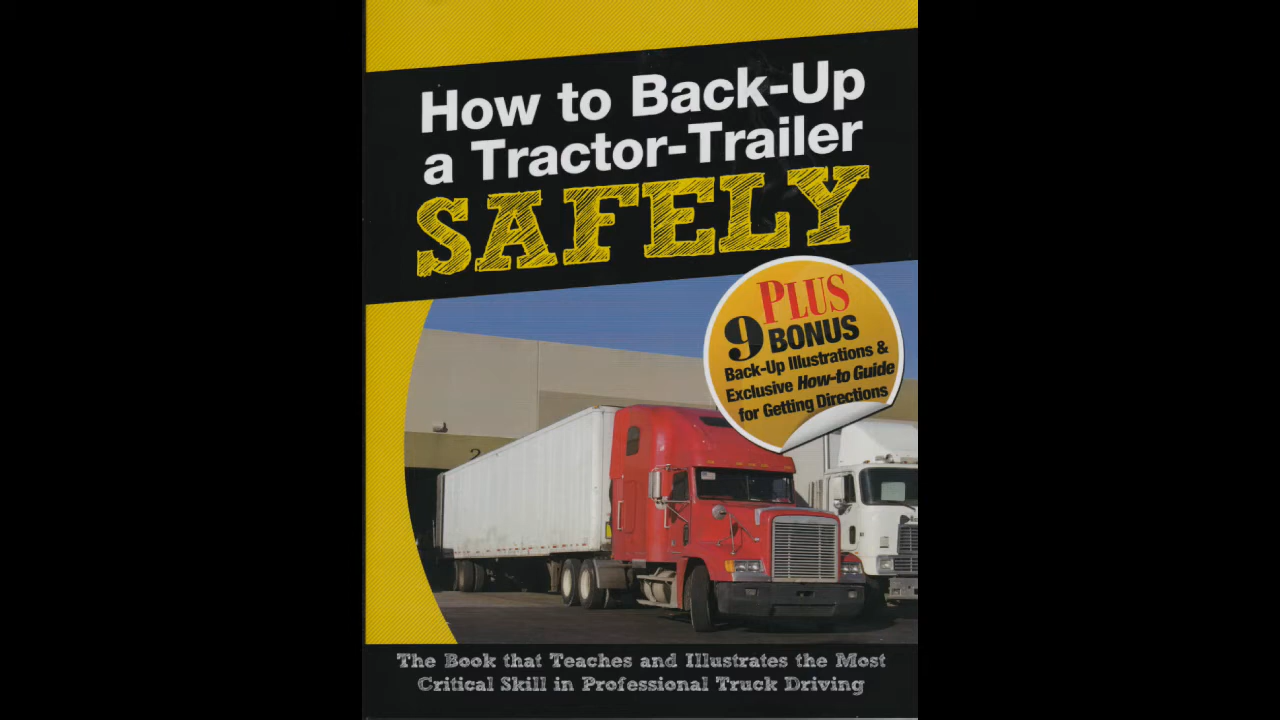 How to Back-Up
a Tractor-Trailer
SAFELY
PLUS
9 BONUS
Back-Up Illustrations &
Exclusive How-to Guide
for Getting Directions
2
The Book that Teaches and Illustrates the Most
Critical Skill in Professional Truck Driving